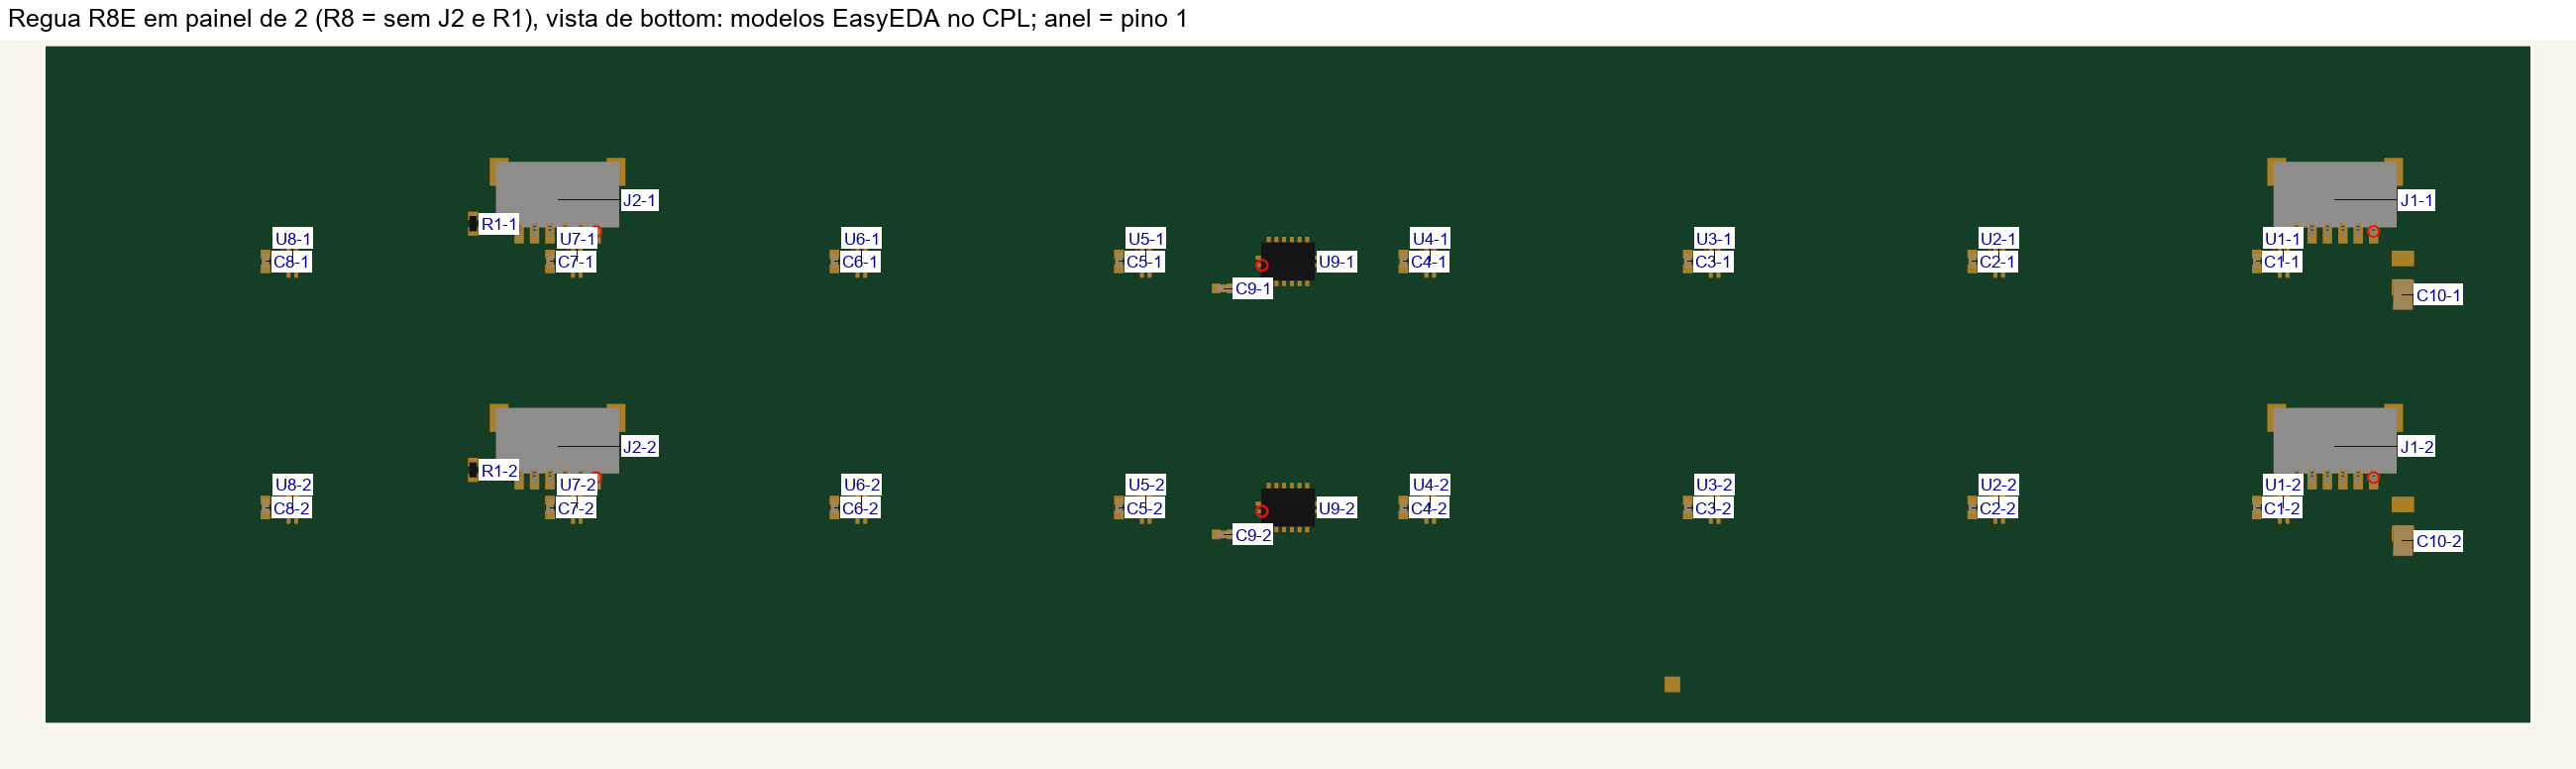 Regua R8E em painel de 2 (R8 = sem J2 e R1), vista de bottom: modelos EasyEDA no CPL; anel = pino 1
J2-1
J1-1
R1-1
U8-1
U7-1
U6-1
U5-1
U4-1
U3-1
U2-1
U1-1
C8-1
C7-1
C6-1
C5-1
U9-1
C4-1
C3-1
C2-1
C1-1
C9-1
C10-1
J2-2
J1-2
R1-2
U8-2
U7-2
U6-2
U5-2
U4-2
U3-2
U2-2
U1-2
C8-2
C7-2
C6-2
C5-2
U9-2
C4-2
C3-2
C2-2
C1-2
C9-2
C10-2